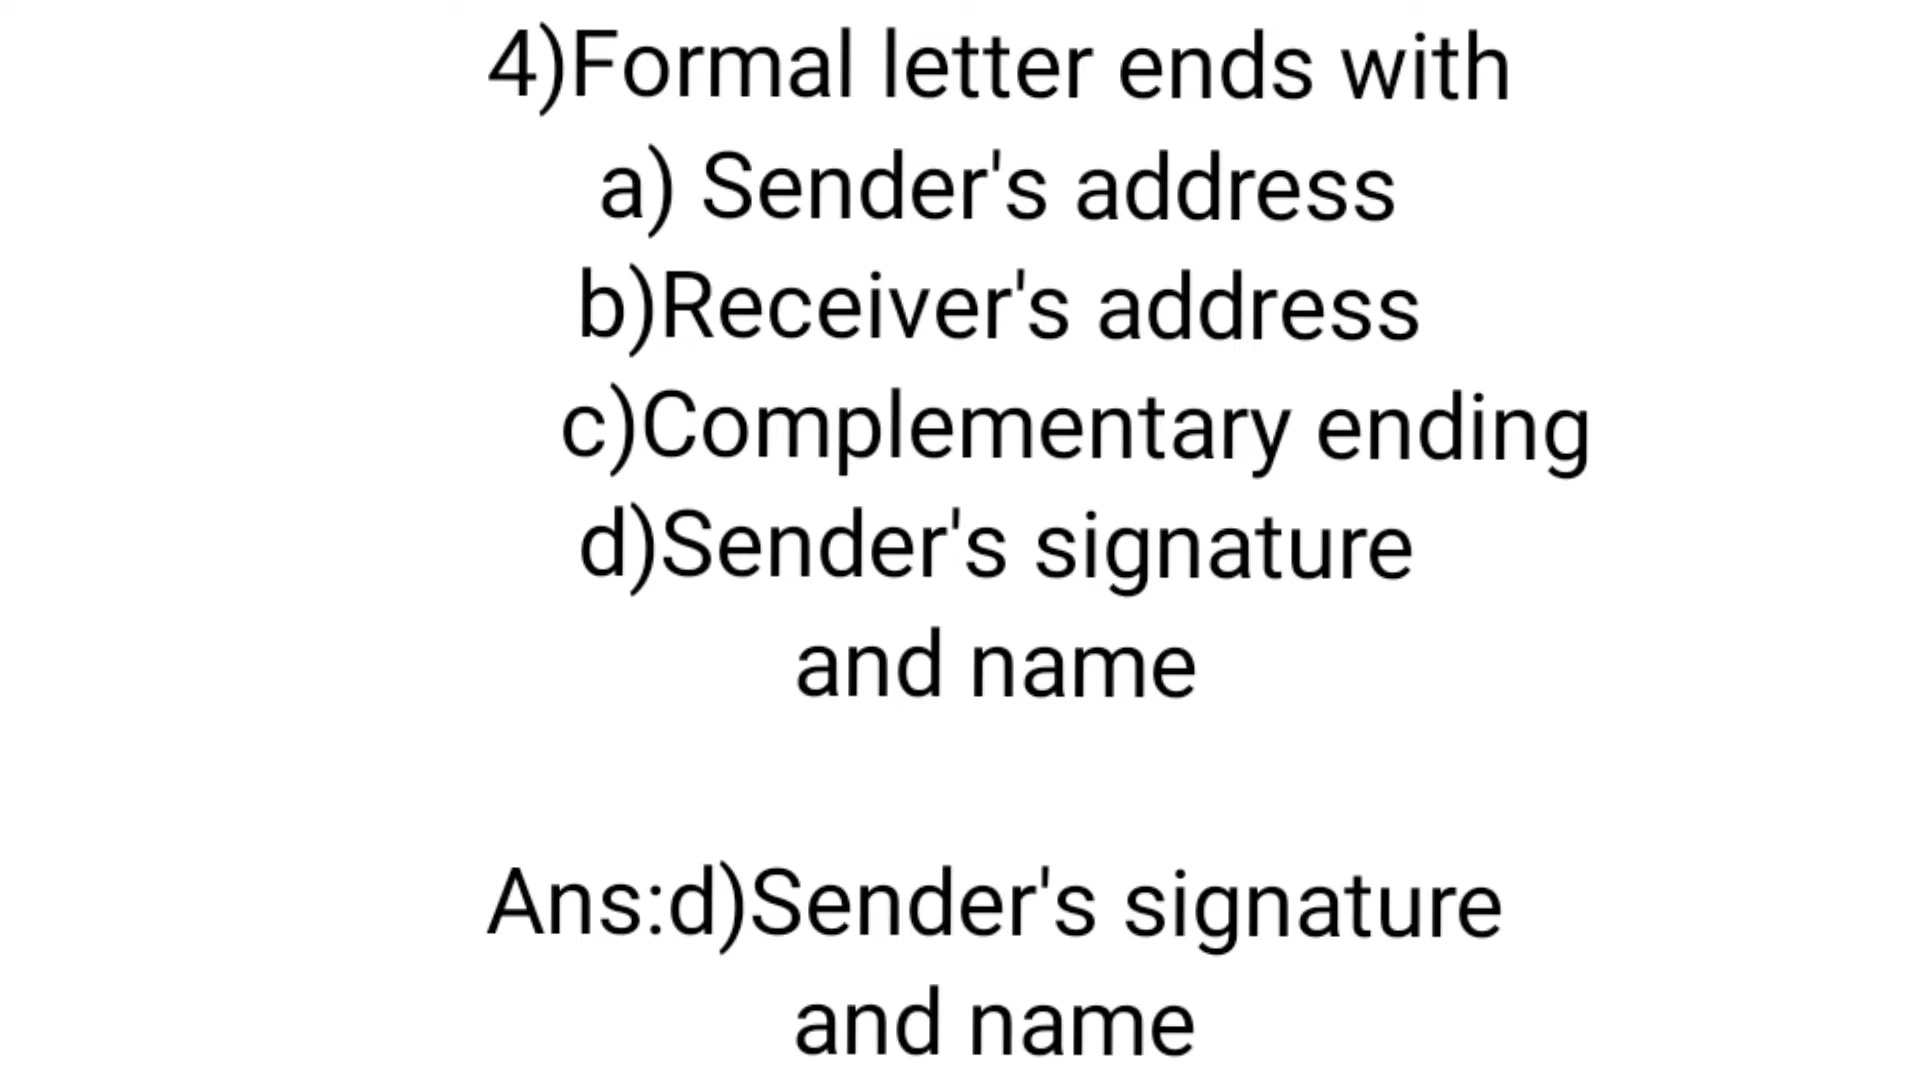 4)Formal letter ends with
a) Sender's address
b)Receiver's address
c)Complementary ending
d)Sender's signature
and name
Ans:d)Sender's signature
and name